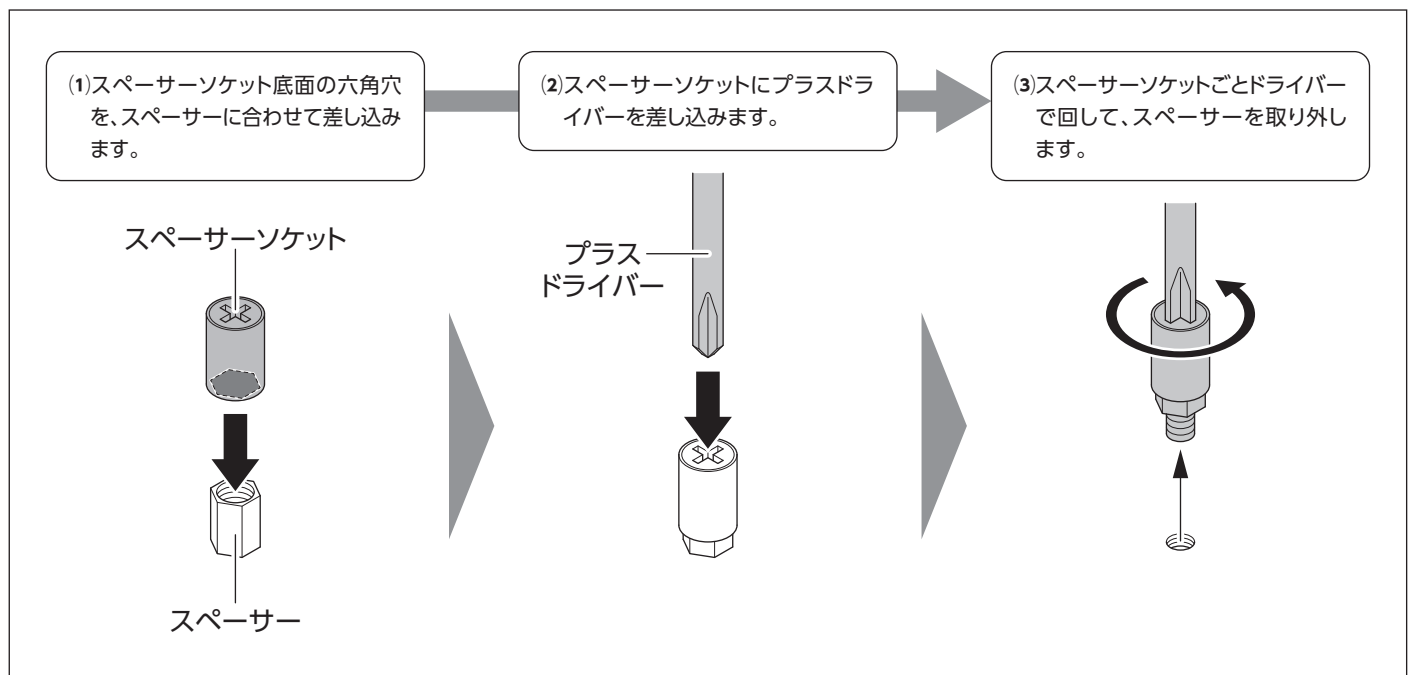 (1)スペーサーソケット底面の六角穴
を、スペーサーに合わせて差し込み
ます。
(2)スペーサーソケットにプラスドラ
イバーを差し込みます。
(3)スペーサーソケットごとドライバー
で回して、スペーサーを取り外し
ます。
スペーサーソケット
スペーサー
プラス
ドライバー